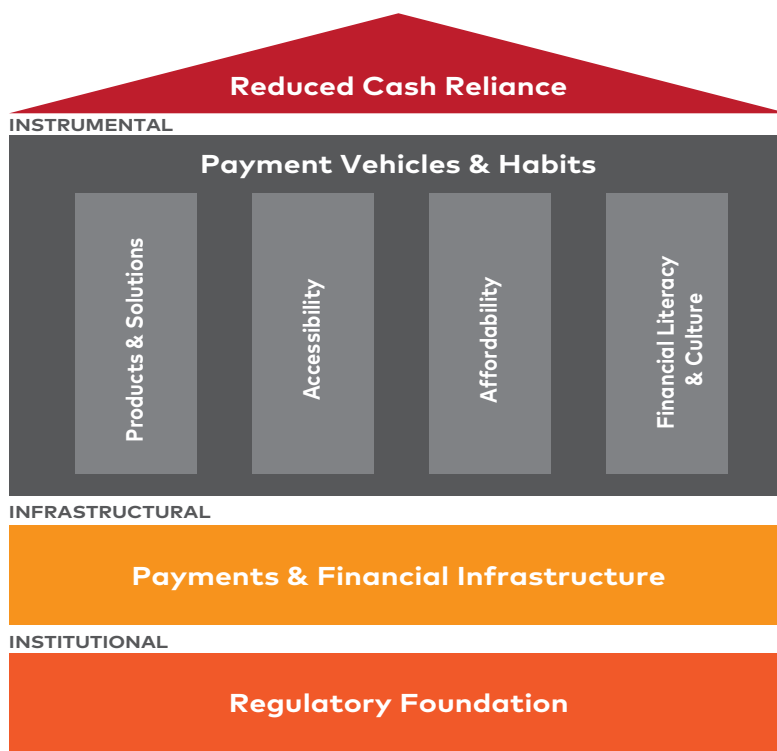 Reduced Cash Reliance
INSTRUMENTAL
Payment Vehicles & Habits
Products & Solutions
Accessibility
Affordability
Financial Literacy
& Culture
INFRASTRUCTURAL
Payments & Financial Infrastructure
INSTITUTIONAL
Regulatory Foundation